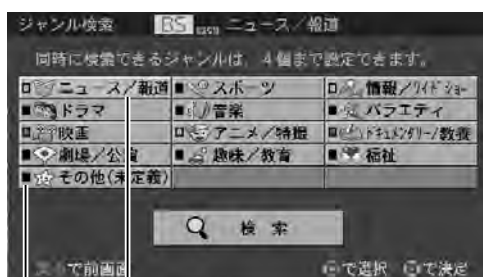 ジャンル検索 BS ニュース／報道
同時に検索できるジャンルは、4個まで設定できます。
ニュース／報道 スポーツ 情報／ワイドショー
ドラマ 音楽 バラエティ
映画 アニメ／特撮 ドキュメンタリー／教養
劇場／公演 趣味／教育 福祉
その他(未定義)
検索
で前画面 で選択 で決定